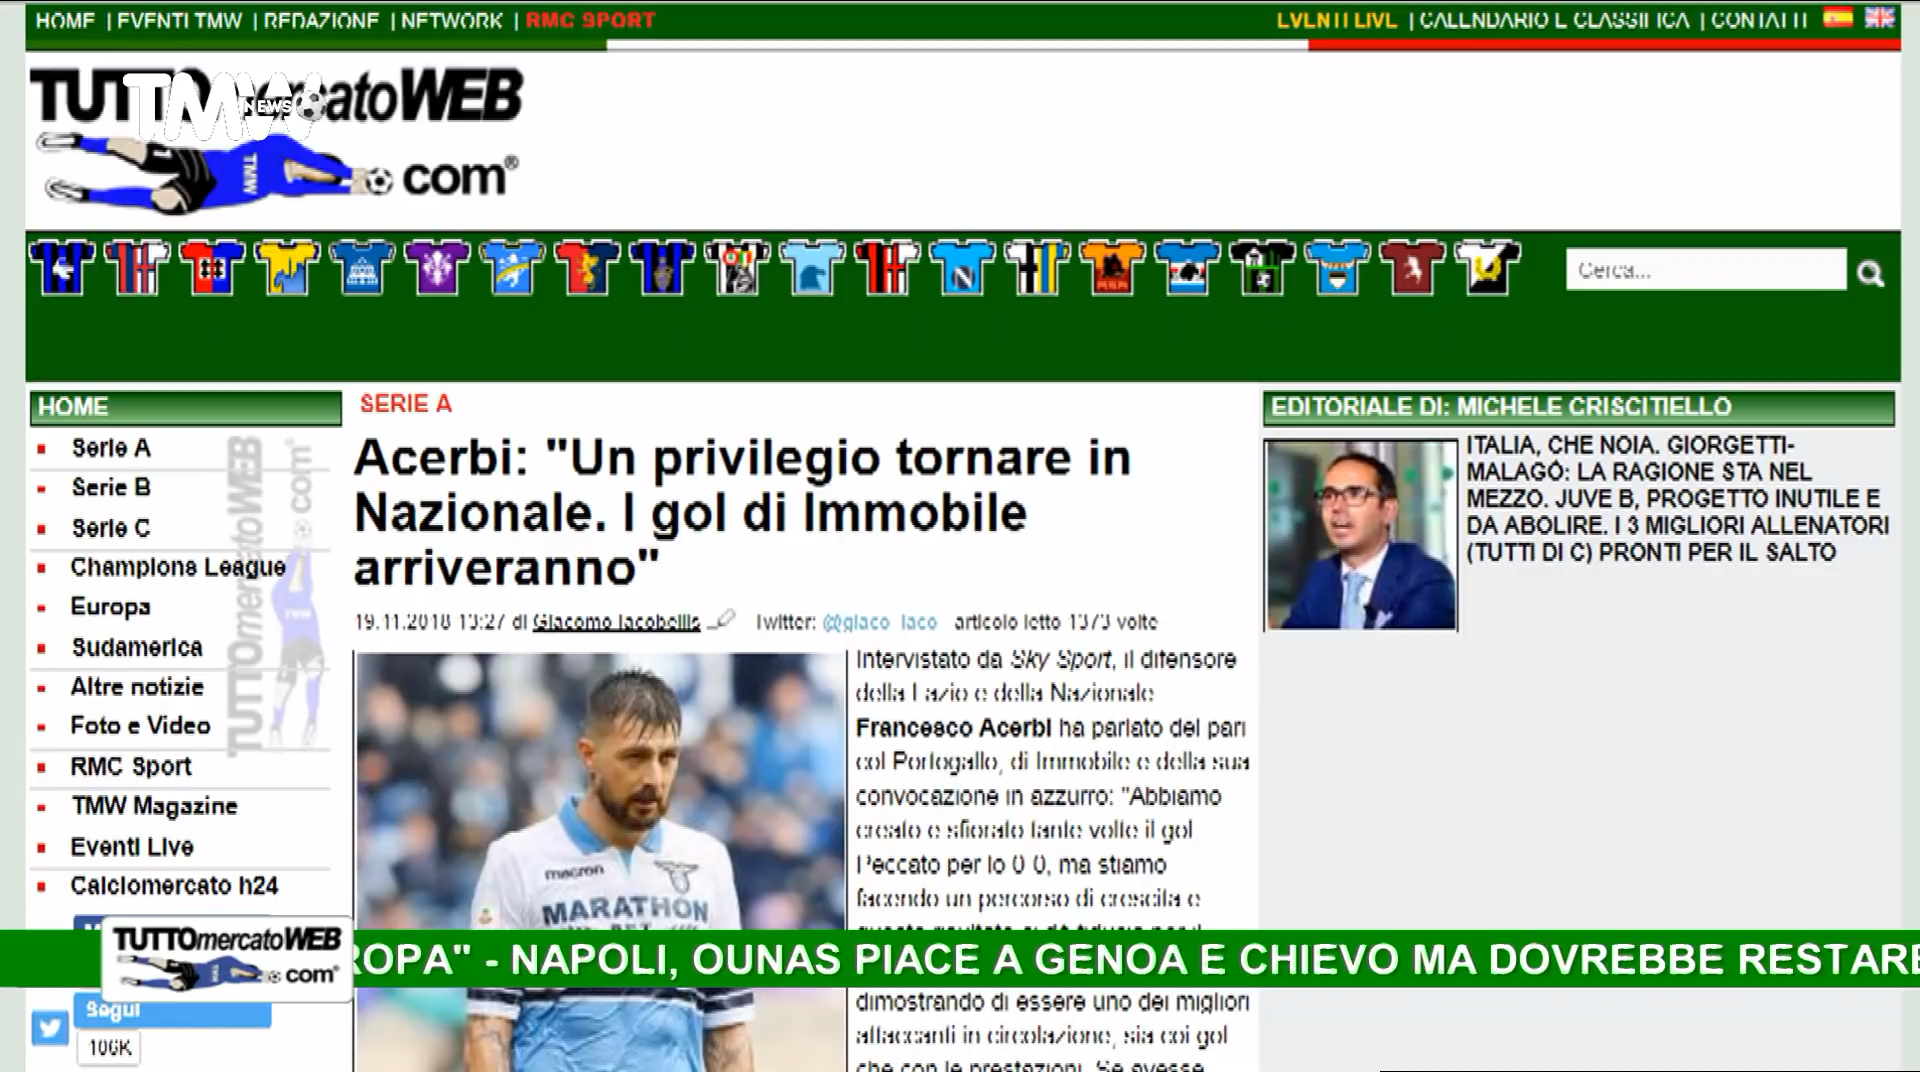 HOME | EVENTI TMW | REDAZIONE | NETWORK | RMC SPORT
EVENTI LIVE | CALENDARIO E CLASSIFICA | CONTATTI
TUTTOmercatoWEB
.com®
TMW NEWS
TMW
Cerca...
HOME
Serie A
Serie B
Serie C
Champions League
Europa
Sudamerica
Altre notizie
Foto e Video
RMC Sport
TMW Magazine
Eventi Live
Calciomercato h24
TUTTOmercatoWEB
.com®
SERIE A
Acerbi: "Un privilegio tornare in
Nazionale. I gol di Immobile
arriveranno"
19.11.2018 13:27 di Giacomo Iacobellis Twitter: @giaco_iaco articolo letto 1373 volte
Intervistato da Sky Sport, il difensore
della Lazio e della Nazionale
Francesco Acerbi ha parlato del pari
col Portogallo, di Immobile e della sua
convocazione in azzurro: "Abbiamo
creato e sfiorato tante volte il gol
Peccato per lo 0 0, ma stiamo
facendo un percorso di crescita e
dimostrando di essere uno dei migliori
attaccanti in circolazione, sia coi gol
che con le prestazioni. Se avesse
macron
MARATHON
BET
EDITORIALE DI: MICHELE CRISCITIELLO
ITALIA, CHE NOIA. GIORGETTI-
MALAGÒ: LA RAGIONE STA NEL
MEZZO. JUVE B, PROGETTO INUTILE E
DA ABOLIRE. I 3 MIGLIORI ALLENATORI
(TUTTI DI C) PRONTI PER IL SALTO
TUTTOmercatoWEB
.com®
ROPA" - NAPOLI, OUNAS PIACE A GENOA E CHIEVO MA DOVREBBE RESTARE
Segui
106K